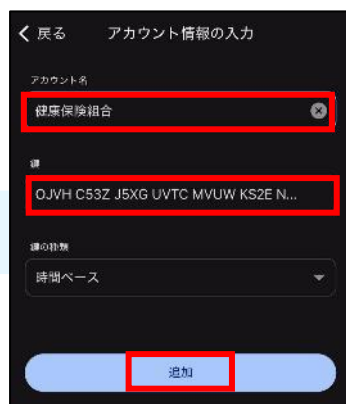 戻る アカウント情報の入力
アカウント名
健康保険組合
鍵
OJVH C53Z J5XG UVTC MVUW KS2E N...
鍵の種類
時間ベース
追加